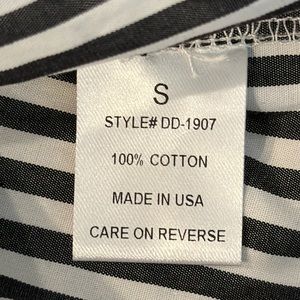 S
STYLE# DD-1907
100% COTTON
MADE IN USA
CARE ON REVERSE